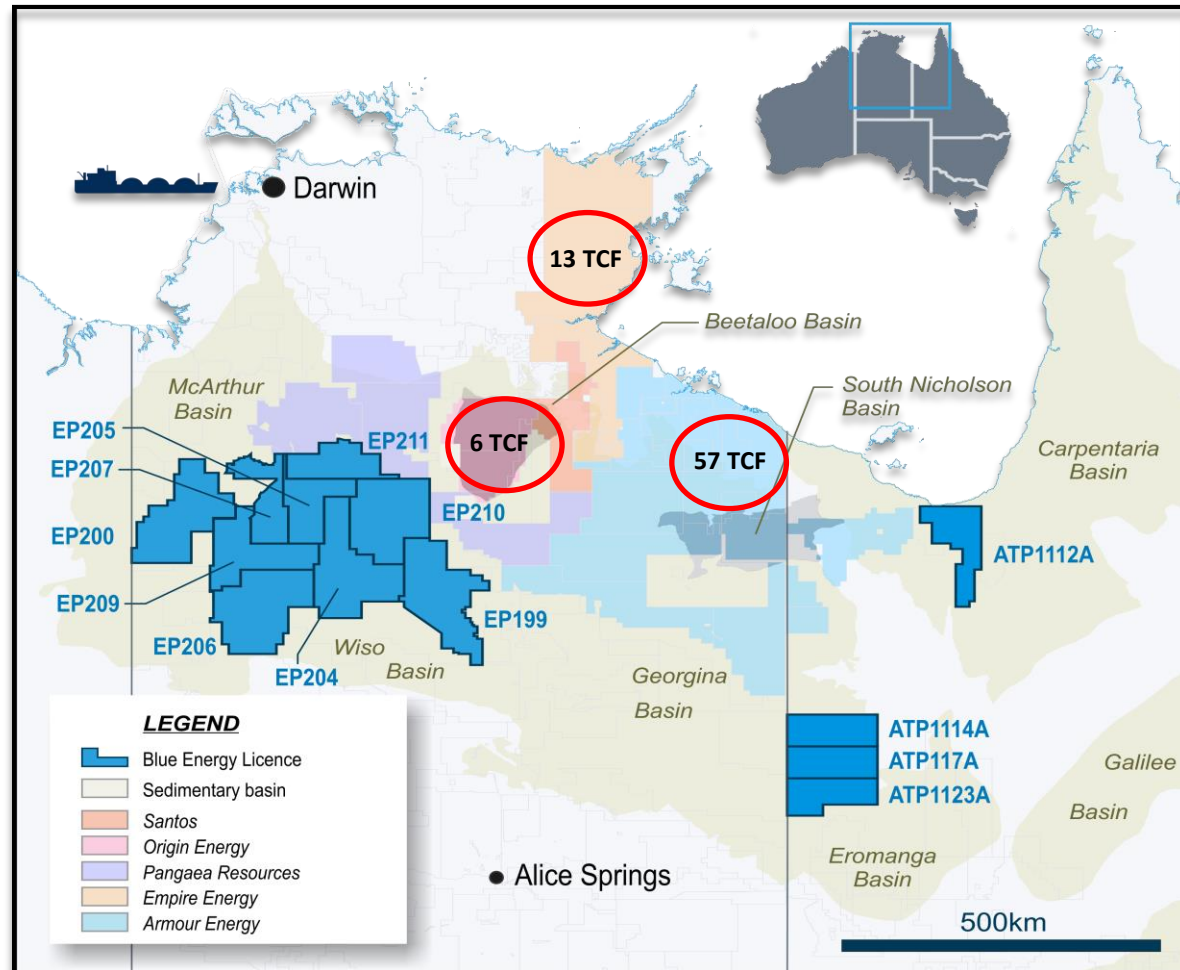 Darwin
13 TCF
Beetaloo Basin
McArthur
Basin
South Nicholson
Basin
EP205
EP211
6 TCF
57 TCF
Carpentaria
Basin
EP207
EP210
EP200
ATP1112A
EP209
EP199
EP206
Wiso
Basin
EP204
Georgina
Basin
LEGEND
Blue Energy Licence
Sedimentary basin
Santos
Origin Energy
Pangaea Resources
Empire Energy
Armour Energy
ATP1114A
ATP117A
ATP1123A
Galilee
Basin
Eromanga
Basin
Alice Springs
500km